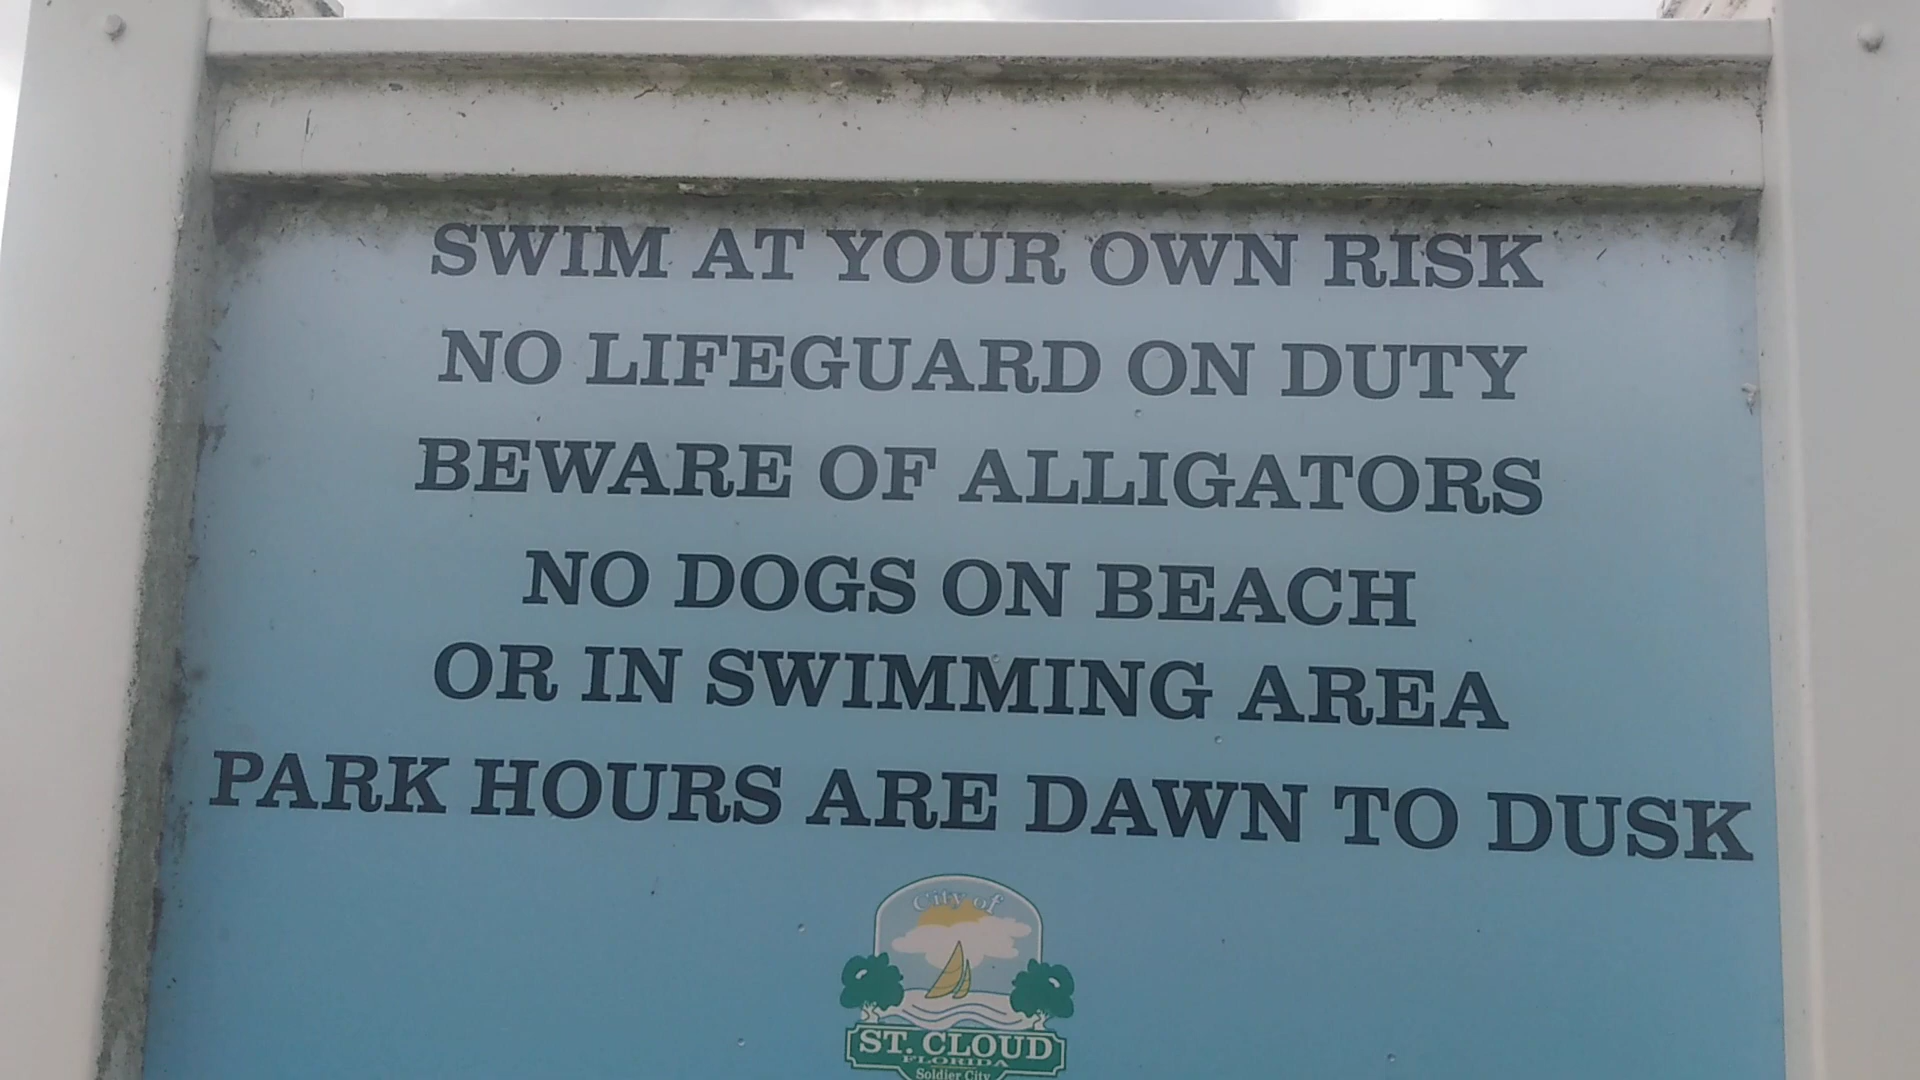 SWIM AT YOUR OWN RISK
NO LIFEGUARD ON DUTY
BEWARE OF ALLIGATORS
NO DOGS ON BEACH
OR IN SWIMMING AREA
PARK HOURS ARE DAWN TO DUSK
City of
ST. CLOUD
FLORIDA
Soldier City